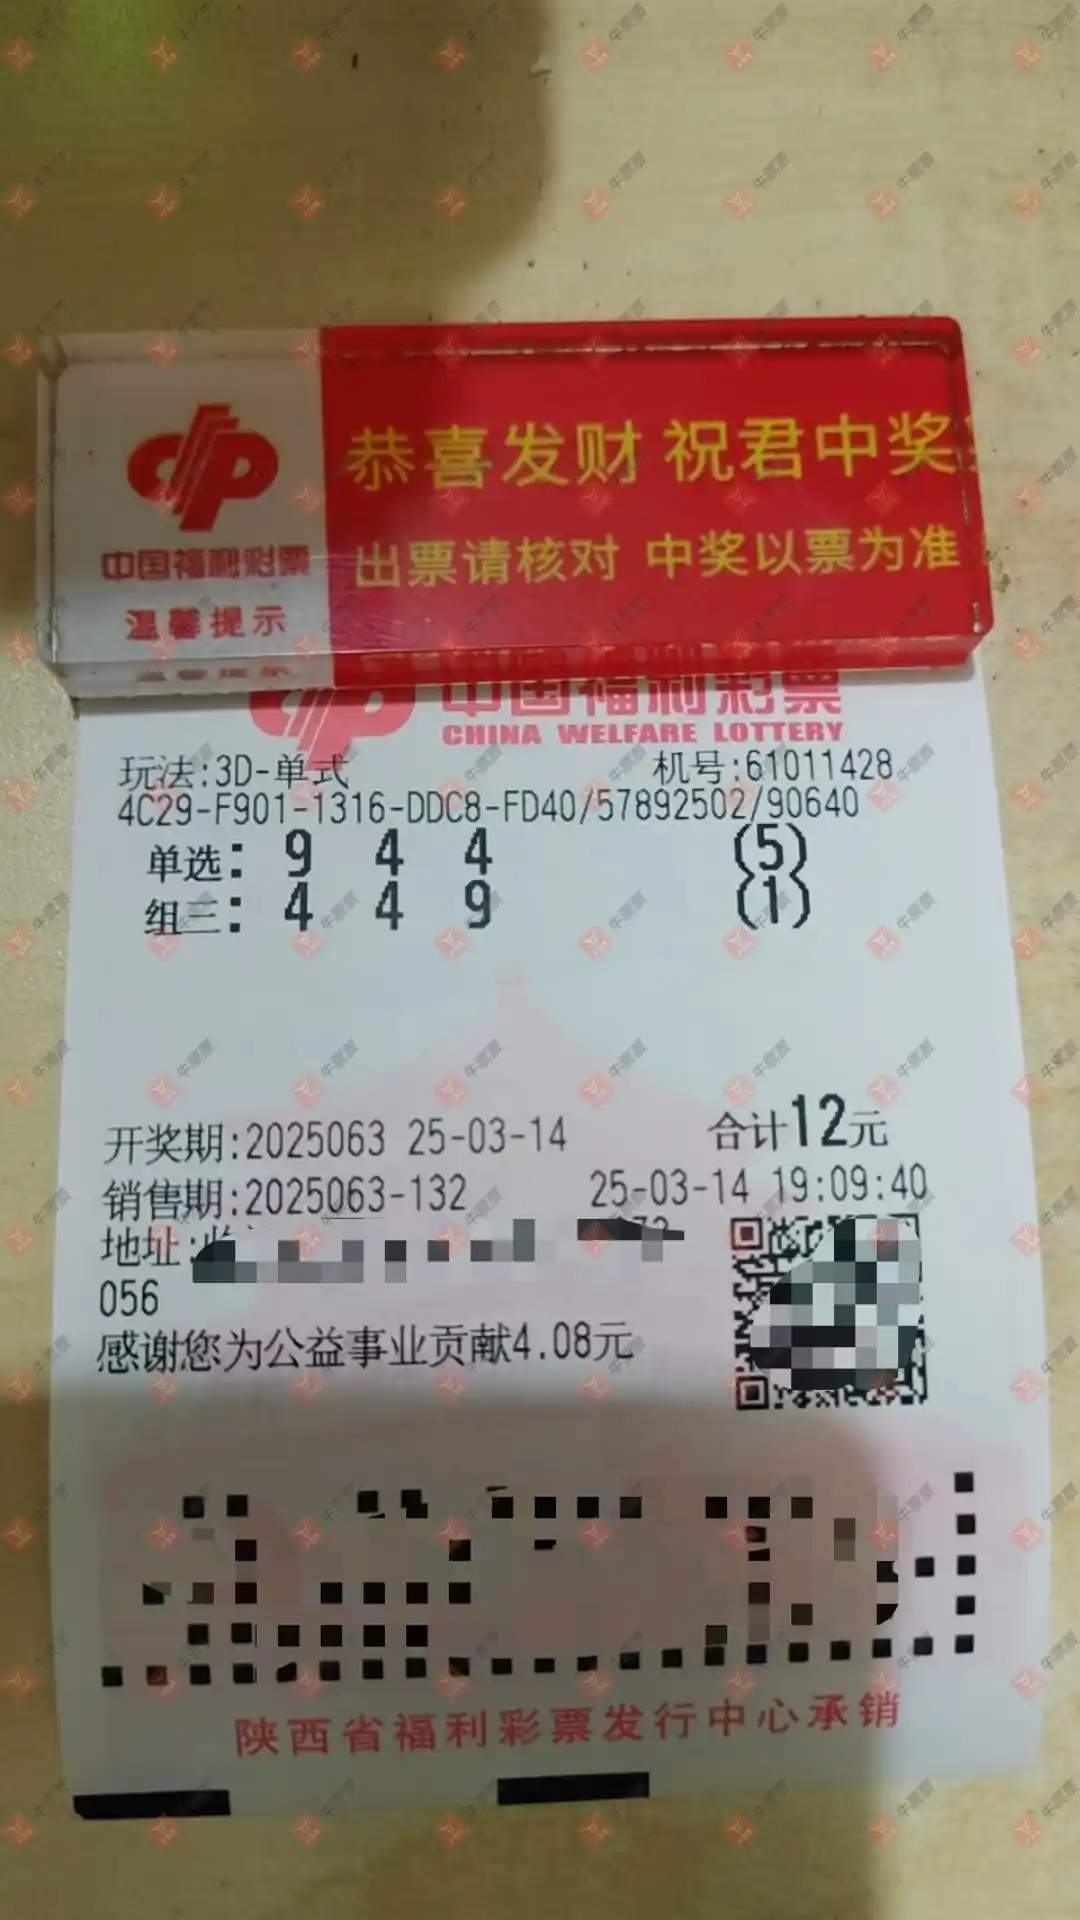 恭喜发财 祝君中奖
中国福利彩票
出票请核对 中奖以票为准
温馨提示
中国福利彩票
CHINA WELFARE LOTTERY
玩法:3D-单式 机号:61011428
4C29-F901-1316-DDC8-FD40/57892502/90640
单选: 9 4 4 (5)
组三: 4 4 9 (1)
开奖期:2025063 25-03-14 合计12元
销售期:2025063-132 25-03-14 19:09:40
地址:
056
感谢您为公益事业贡献4.08元
陕西省福利彩票发行中心承销
牛票票